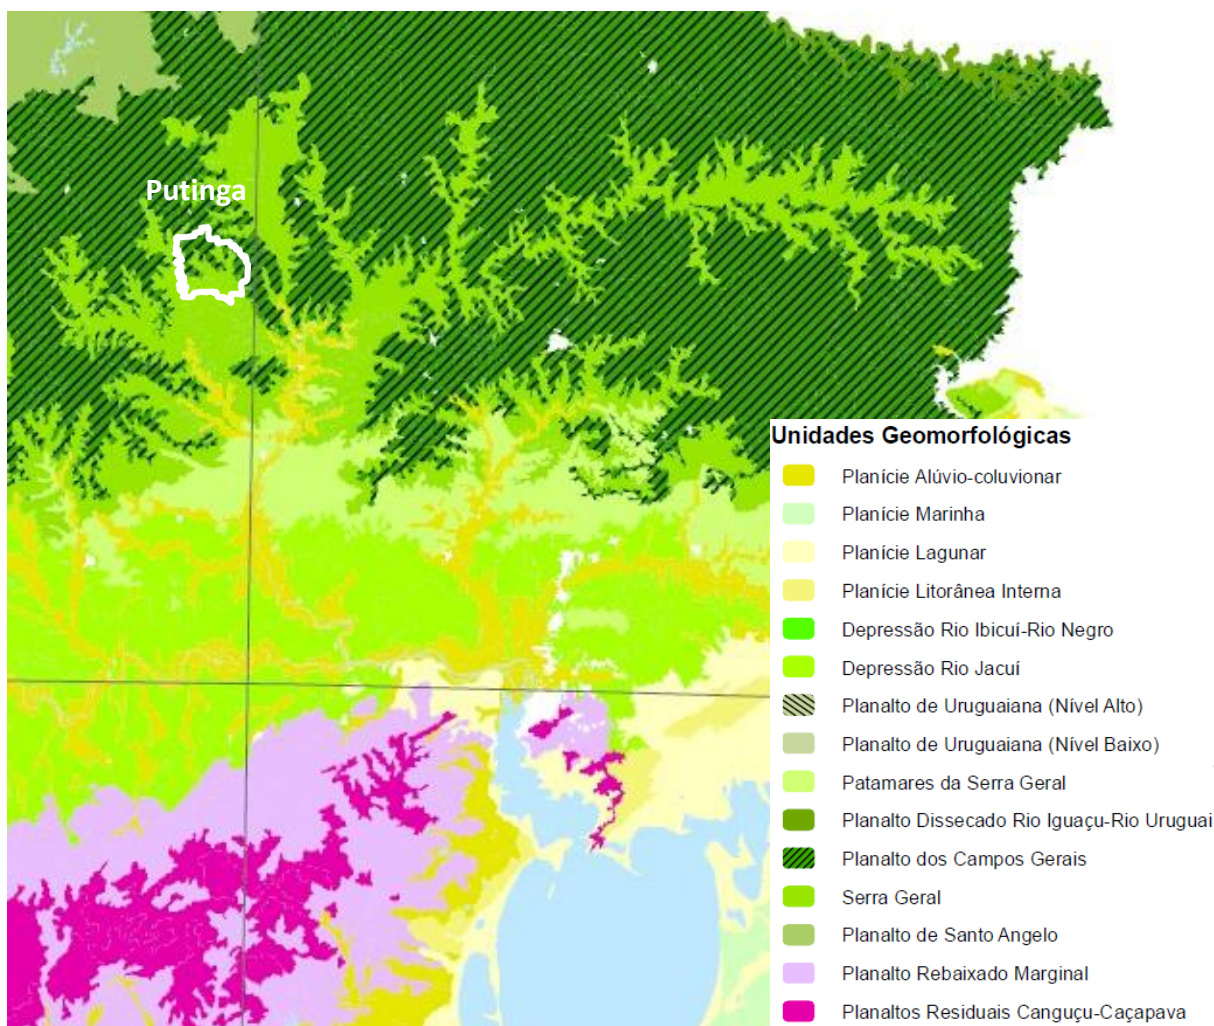 Putinga
Unidades Geomorfológicas
Planície Alúvio-coluvionar
Planície Marinha
Planície Lagunar
Planície Litorânea Interna
Depressão Rio Ibicuí-Rio Negro
Depressão Rio Jacuí
Planalto de Uruguaiana (Nível Alto)
Planalto de Uruguaiana (Nível Baixo)
Patamares da Serra Geral
Planalto Dissecado Rio Iguaçu-Rio Uruguai
Planalto dos Campos Gerais
Serra Geral
Planalto de Santo Angelo
Planalto Rebaixado Marginal
Planaltos Residuais Canguçu-Caçapava